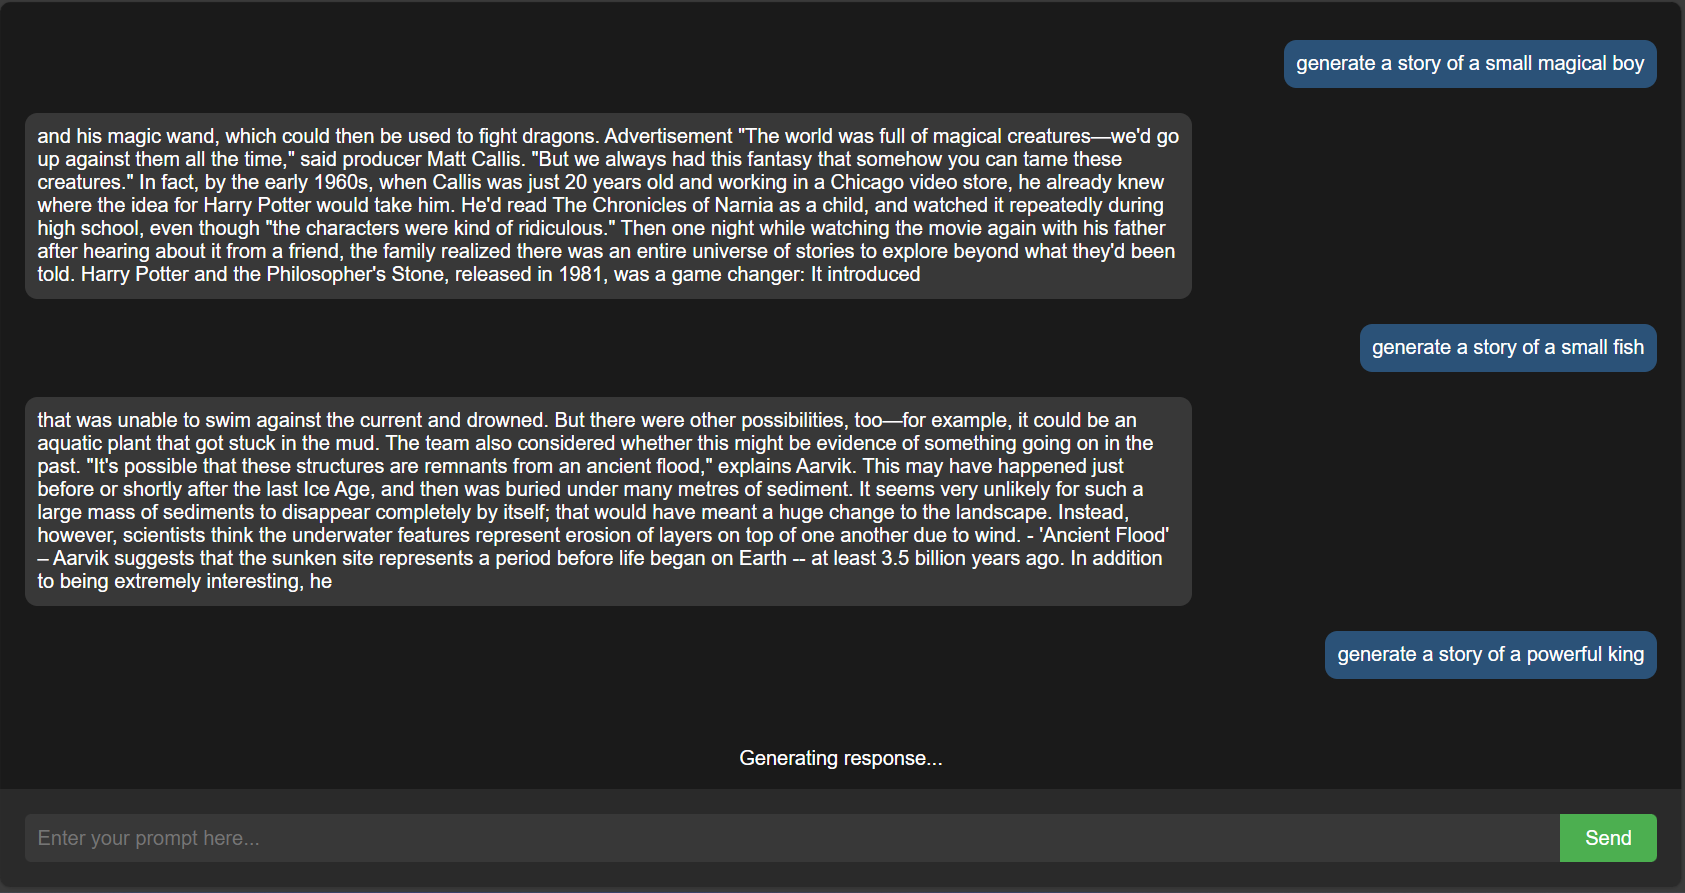 generate a story of a small magical boy
and his magic wand, which could then be used to fight dragons. Advertisement "The world was full of magical creatures—we'd go
up against them all the time," said producer Matt Callis. "But we always had this fantasy that somehow you can tame these
creatures." In fact, by the early 1960s, when Callis was just 20 years old and working in a Chicago video store, he already knew
where the idea for Harry Potter would take him. He'd read The Chronicles of Narnia as a child, and watched it repeatedly during
high school, even though "the characters were kind of ridiculous." Then one night while watching the movie again with his father
after hearing about it from a friend, the family realized there was an entire universe of stories to explore beyond what they'd been
told. Harry Potter and the Philosopher's Stone, released in 1981, was a game changer: It introduced
generate a story of a small fish
that was unable to swim against the current and drowned. But there were other possibilities, too—for example, it could be an
aquatic plant that got stuck in the mud. The team also considered whether this might be evidence of something going on in the
past. "It's possible that these structures are remnants from an ancient flood," explains Aarvik. This may have happened just
before or shortly after the last Ice Age, and then was buried under many metres of sediment. It seems very unlikely for such a
large mass of sediments to disappear completely by itself; that would have meant a huge change to the landscape. Instead,
however, scientists think the underwater features represent erosion of layers on top of one another due to wind. - 'Ancient Flood'
– Aarvik suggests that the sunken site represents a period before life began on Earth -- at least 3.5 billion years ago. In addition
to being extremely interesting, he
generate a story of a powerful king
Generating response...
Enter your prompt here...
Send